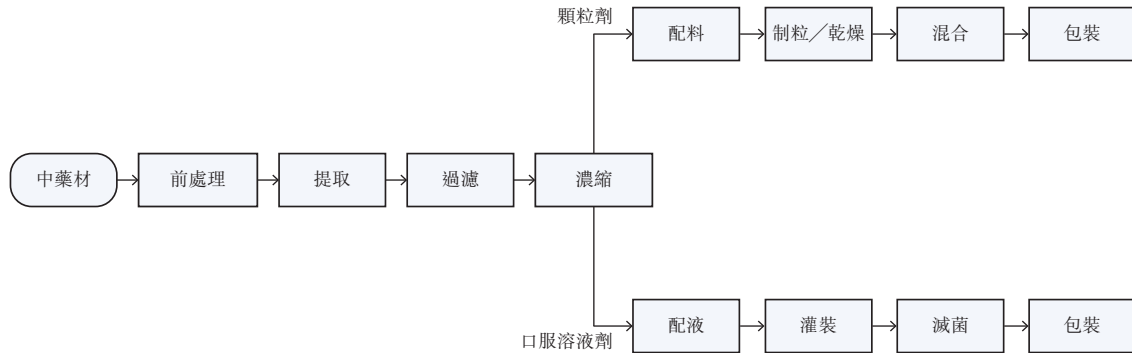 顆粒劑
配料
制粒／乾燥
混合
包裝
中藥材
前處理
提取
過濾
濃縮
口服溶液劑
配液
灌裝
滅菌
包裝